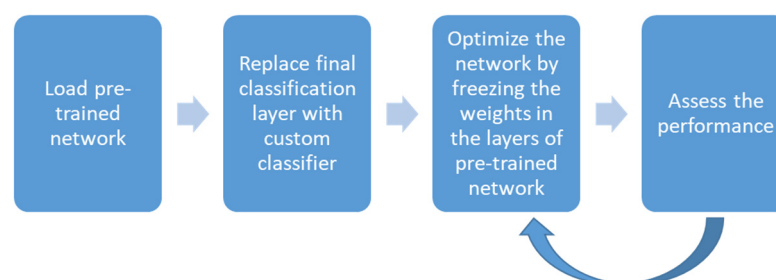 Load pre-
trained
network
Replace final
classification
layer with
custom
classifier
Optimize the
network by
freezing the
weights in
the layers of
pre-trained
network
Assess the
performance